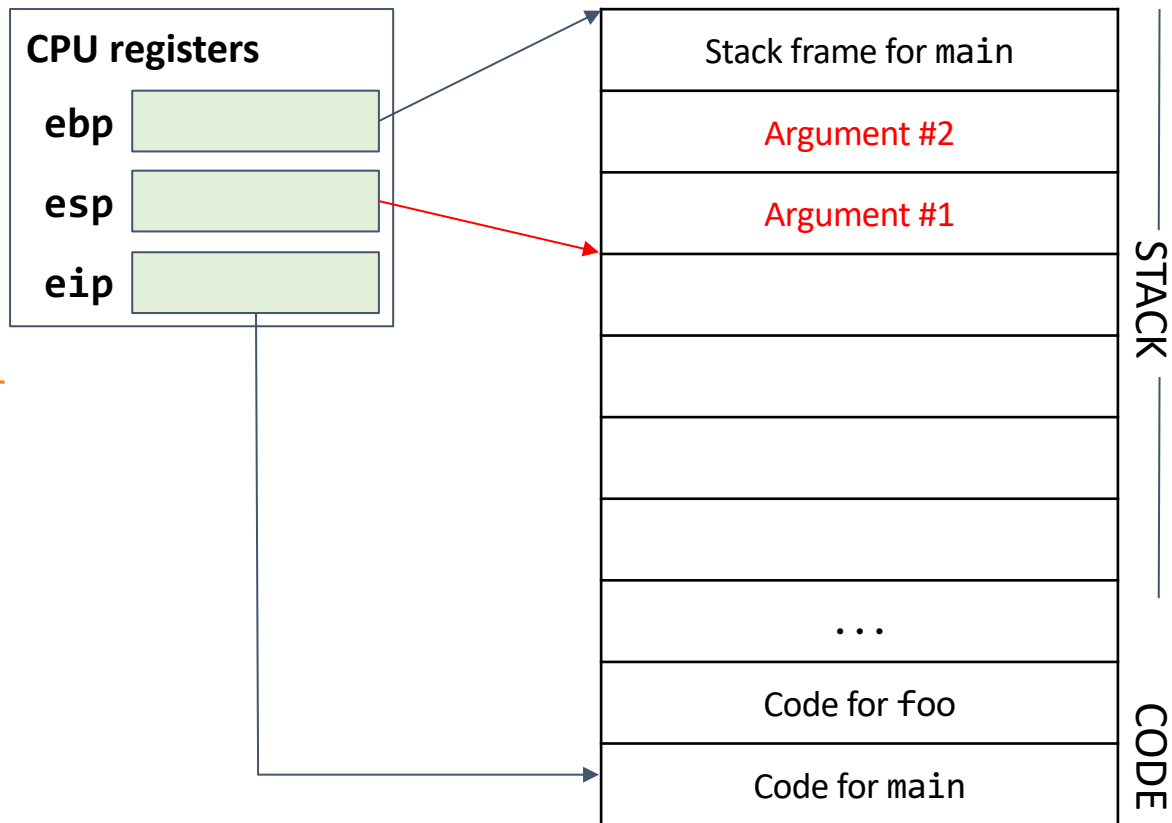 CPU registers
ebp
esp
eip
Stack frame for main
Argument #2
Argument #1
...
Code for foo
Code for main
STACK
CODE